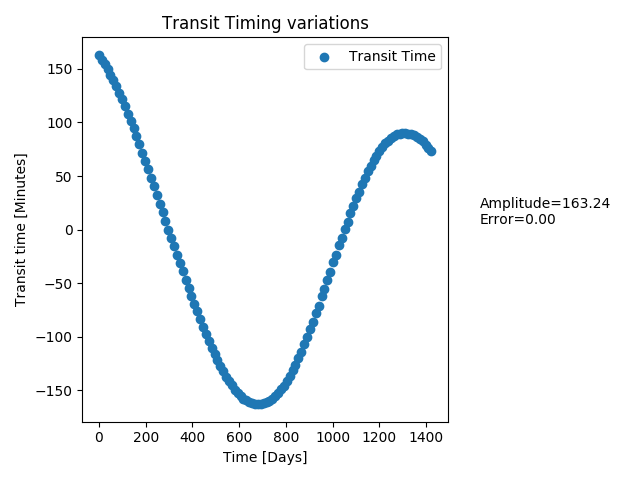 Transit Timing variations
Transit Time
Transit time [Minutes]
150
100
50
0
−50
−100
−150
0 200 400 600 800 1000 1200 1400
Time [Days]
Amplitude=163.24
Error=0.00